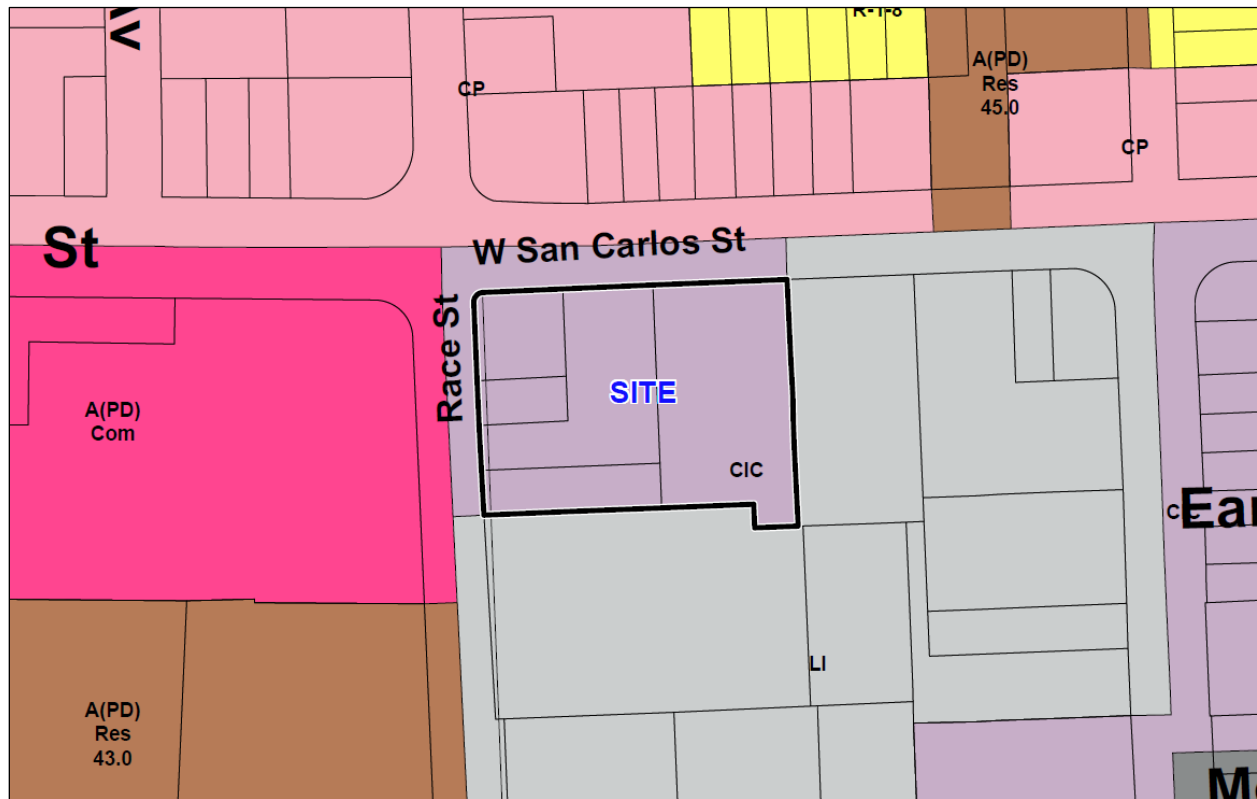 R-1-8
A(PD)
Res
45.0
CP
CP
W San Carlos St
St
Race St
SITE
A(PD)
Com
CIC
LI
A(PD)
Res
43.0